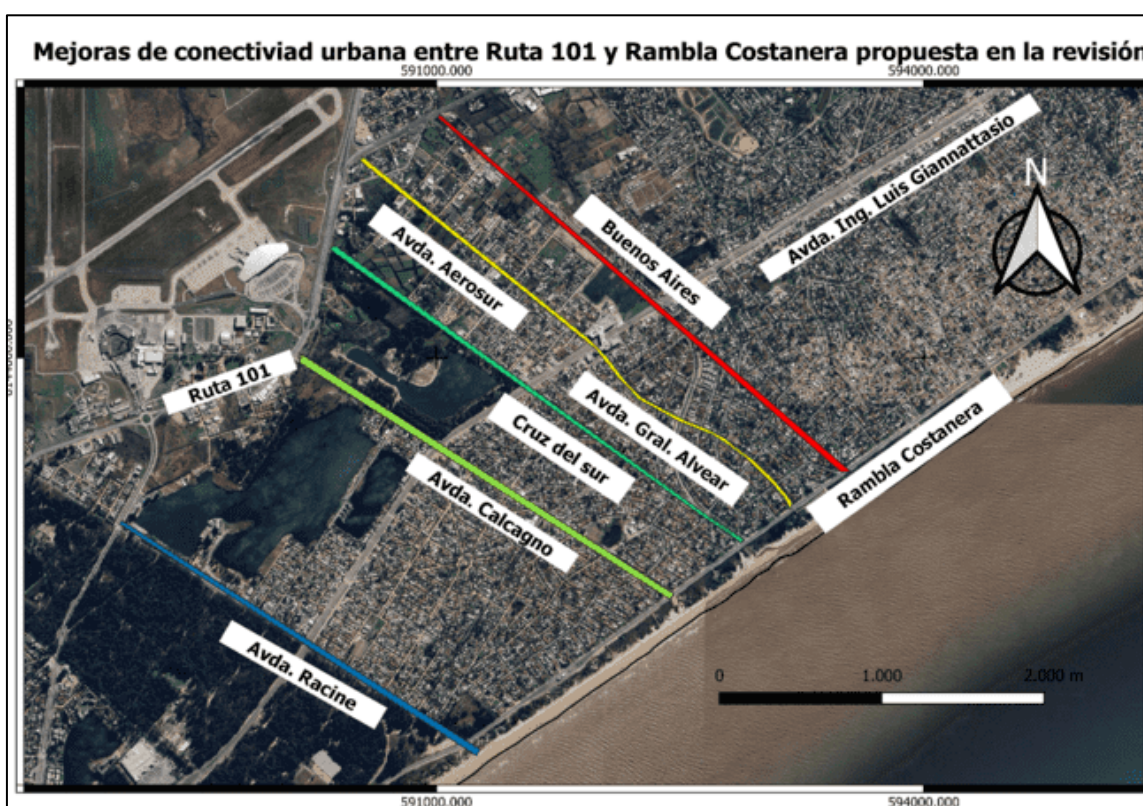 Mejoras de conectiviad urbana entre Ruta 101 y Rambla Costanera propuesta en la revisión
591000.000
594000.000
N
Avda. Ing. Luis Giannattasio
Buenos Aires
Avda. Aerosur
Ruta 101
Avda. Gral. Alvear
Cruz del sur
Rambla Costanera
Avda. Calcagno
Avda. Racine
0
1.000
2.000 m
591000.000
594000.000